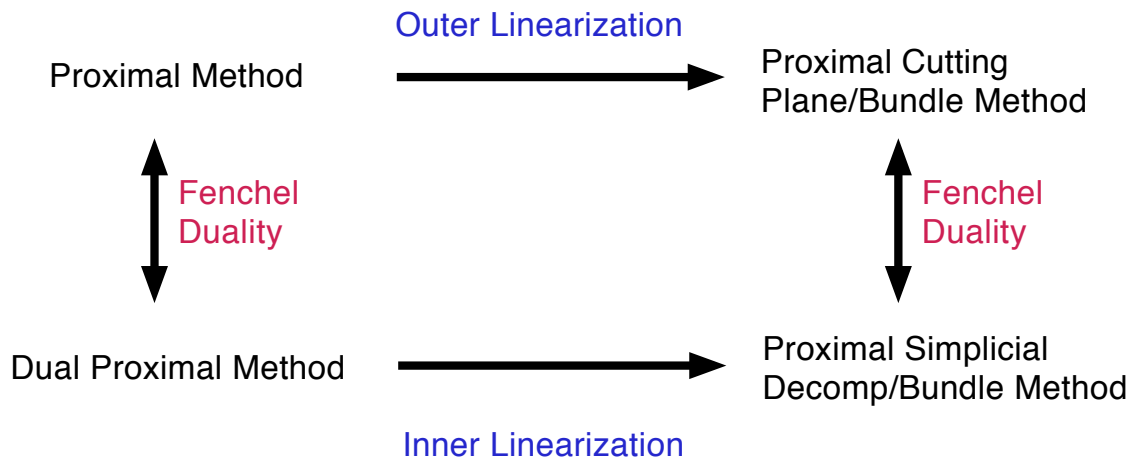 Outer Linearization
Proximal Method
Proximal Cutting
Plane/Bundle Method
Fenchel
Duality
Fenchel
Duality
Dual Proximal Method
Proximal Simplicial
Decomp/Bundle Method
Inner Linearization